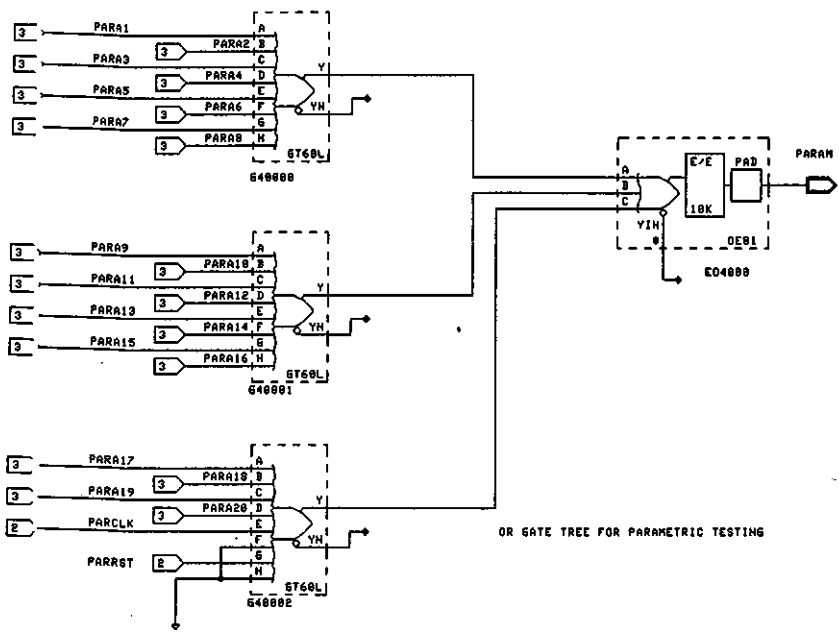 3 PARA1 A
3 PARA2 B
3 PARA3 C
3 PARA4 D
3 PARA5 E
3 PARA6 F
3 PARA7 G
3 PARA8 H
Y
YN
GT60L
G40000
3 PARA9 A
3 PARA10 B
3 PARA11 C
3 PARA12 D
3 PARA13 E
3 PARA14 F
3 PARA15 G
3 PARA16 H
Y
YN
GT60L
G40001
3 PARA17 A
3 PARA18 B
3 PARA19 C
3 PARA20 D
2 PARCLK E
F
PARRST 2 G
H
Y
YN
GT60L
G40002
A
B
C
E/E
10K
PAD
PARAM
YIN
0
OE01
EO4000
OR GATE TREE FOR PARAMETRIC TESTING